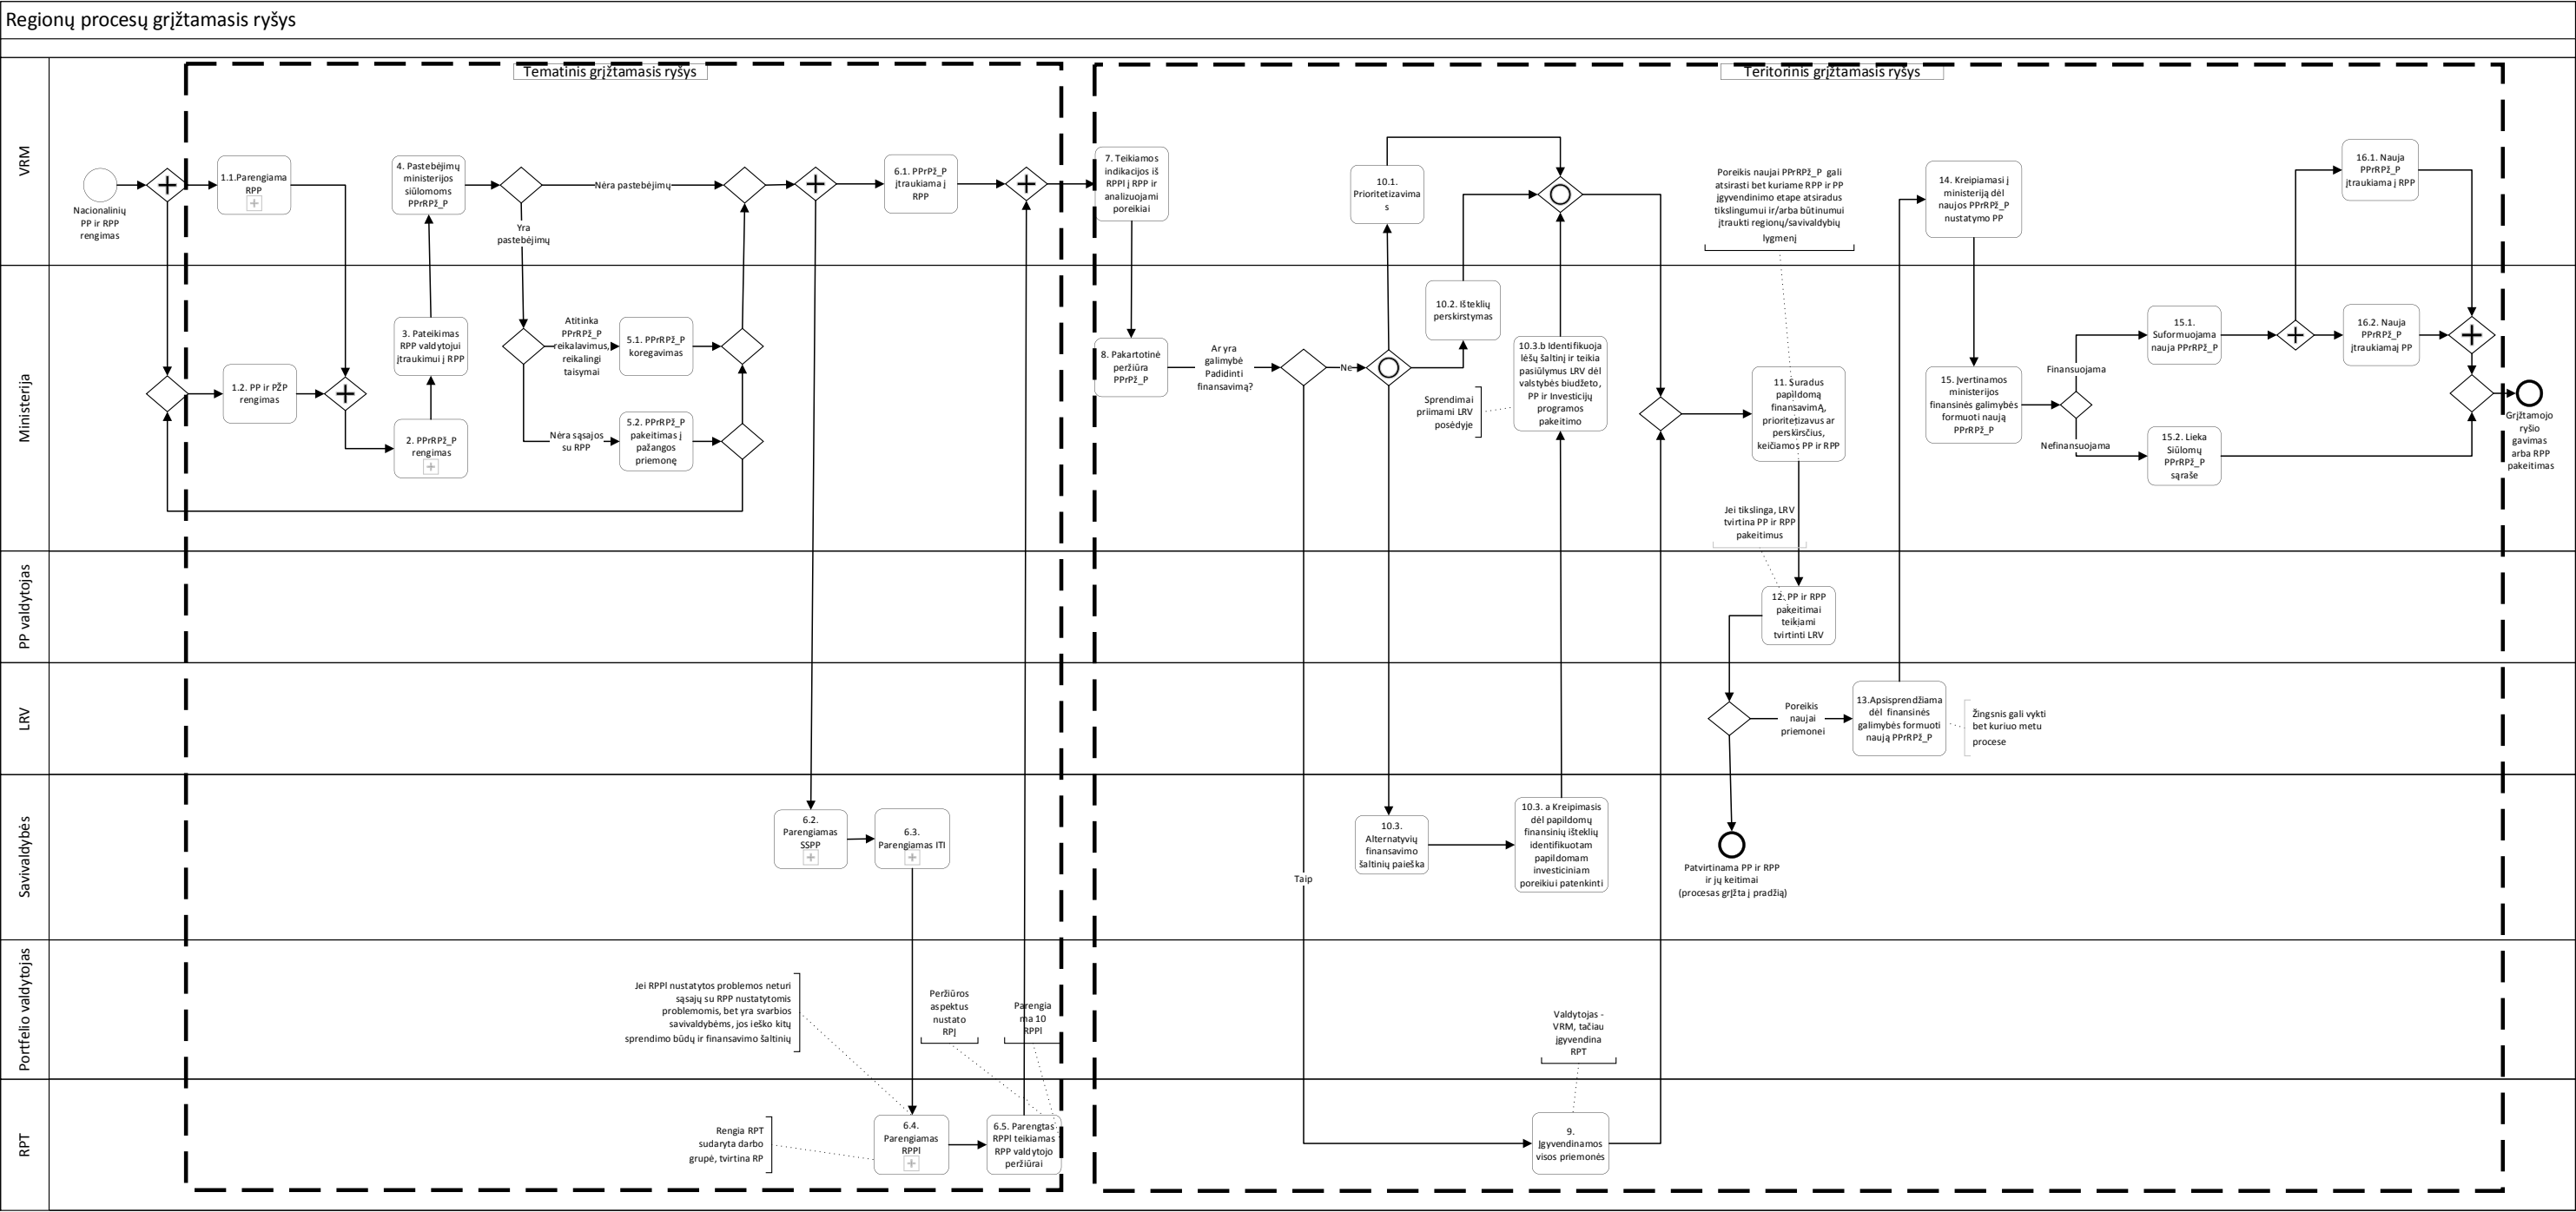 Regionų procesų grįžtamasis ryšys
Tematinis grįžtamasis ryšys
Teritorinis grįžtamasis ryšys
VRM
Nacionalinių
PP ir RPP
rengimas
1.1.Parengiama
RPP
4. Pastebėjimų
ministerijos
siūlomoms
PPrRPž_P
Nėra pastebėjimų
Yra
pastebėjimų
6.1. PPrPž_P
įtraukiama į
RPP
7. Teikiamos
indikacijos iš
RPPl į RPP ir
analizuojami
poreikiai
10.1.
Prioritetizavima
s
Poreikis naujai PPrRPž_P gali
atsirasti bet kuriame RPP ir PP
įgyvendinimo etape atsiradus
tikslingumui ir/arba būtinumui
įtraukti regionų/savivaldybių
lygmenį
14. Kreipiamasi į
ministeriją dėl
naujos PPrRPž_P
nustatymo PP
16.1. Nauja
PPrRPž_P
įtraukiama į RPP
Ministerija
1.2. PP ir PŽP
rengimas
2. PPrRPž_P
rengimas
3. Pateikimas
RPP valdytojui
įtraukimui į RPP
Atitinka
PPrRPž_P
reikalavimus,
reikalingi
taisymai
5.1. PPrRPž_P
koregavimas
Nėra sąsajos
su RPP
5.2. PPrRPž_P
pakeitimas į
pažangos
priemonę
8. Pakartotinė
peržiūra
PPrPž_P
Ar yra
galimybė
Padidinti
finansavimą?
Ne
10.2. Išteklių
perskirstymas
Sprendimai
priimami LRV
posėdyje
10.3.b Identifikuoja
lėšų šaltinį ir teikia
pasiūlymus LRV dėl
valstybės biudžeto,
PP ir Investicijų
programos
pakeitimo
11. Suradus
papildomą
finansavimĄ,
prioritetizavus ar
perskirsčius,
keičiamos PP ir RPP
Jei tikslinga, LRV
tvirtina PP ir RPP
pakeitimus
15. Įvertinamos
ministerijos
finansinės galimybės
formuoti naują
PPrRPž_P
Finansuojama
Nefinansuojama
15.1.
Suformuojama
nauja PPrRPž_P
15.2. Lieka
Siūlomų
PPrRPž_P
sąraše
16.2. Nauja
PPrRPž_P
įtraukiamaį PP
Grįžtamojo
ryšio
gavimas
arba RPP
pakeitimas
PP valdytojas
12. PP ir RPP
pakeitimai
teikiami
tvirtinti LRV
LRV
Poreikis
naujai
priemonei
13.Apsisprendžiama
dėl finansinės
galimybės formuoti
naują PPrRPž_P
Žingsnis gali vykti
bet kuriuo metu
procese
Savivaldybės
6.2.
Parengiamas
SSPP
6.3.
Parengiamas ITI
Taip
10.3.
Alternatyvių
finansavimo
šaltinių paieška
10.3. a Kreipimasis
dėl papildomų
finansinių išteklių
identifikuotam
papildomam
investiciniam
poreikiui patenkinti
Patvirtinama PP ir RPP
ir jų keitimai
(procesas grįžta į pradžią)
Portfelio valdytojas
Jei RPPl nustatytos problemos neturi
sąsajų su RPP nustatytomis
problemomis, bet yra svarbios
savivaldybėms, jos ieško kitų
sprendimo būdų ir finansavimo šaltinių
Peržiūros
aspektus
nustato
RPĮ
Parengia
ma 10
RPPl
Valdytojas -
VRM, tačiau
įgyvendina
RPT
RPT
Rengia RPT
sudaryta darbo
grupė, tvirtina RP
6.4.
Parengiamas
RPPl
6.5. Parengtas
RPPl teikiamas
RPP valdytojo
peržiūrai
9.
Įgyvendinamos
visos priemonės